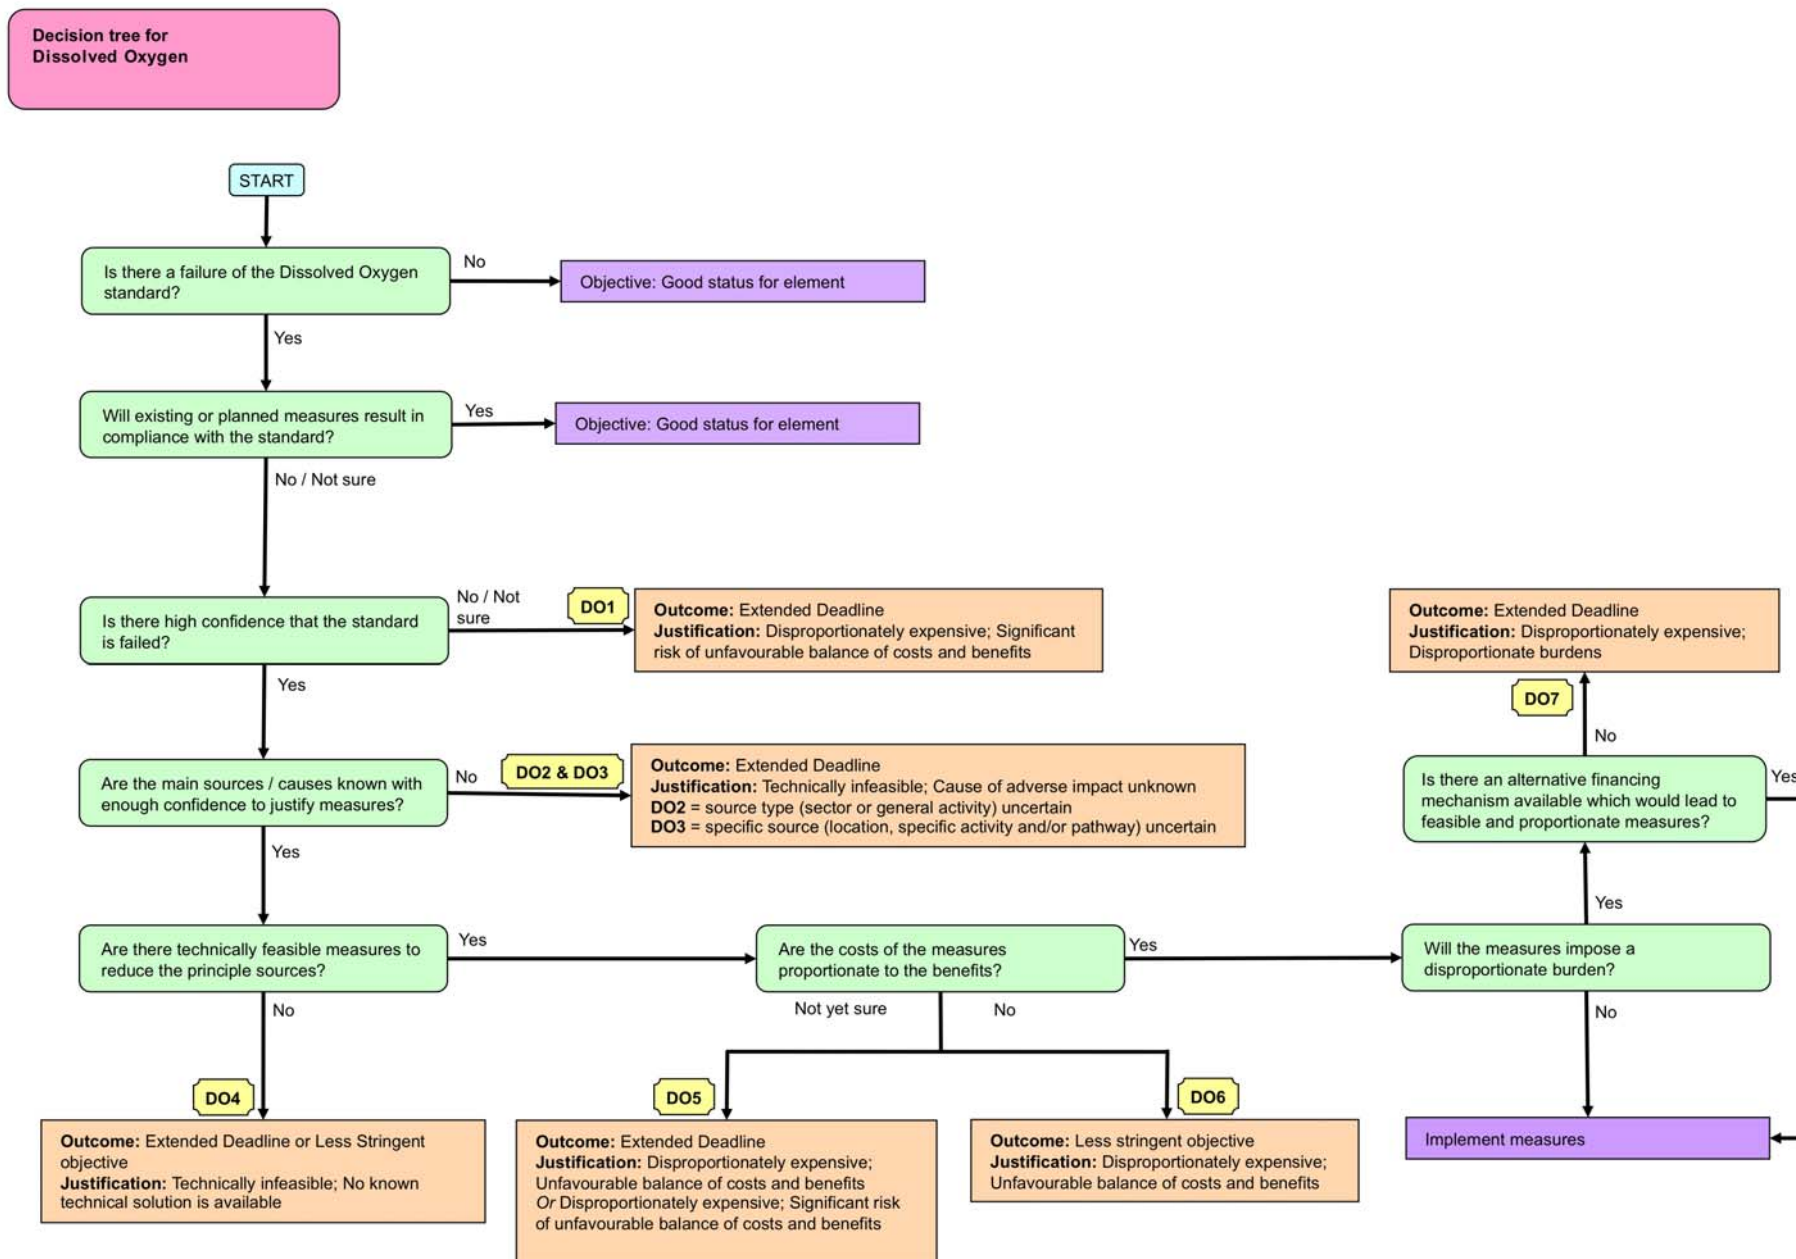 Decision tree for
Dissolved Oxygen
START
Is there a failure of the Dissolved Oxygen
standard?
No
Objective: Good status for element
Yes
Will existing or planned measures result in
compliance with the standard?
Yes
Objective: Good status for element
No / Not sure
Is there high confidence that the standard
is failed?
No / Not
sure
DO1
Outcome: Extended Deadline
Justification: Disproportionately expensive; Significant
risk of unfavourable balance of costs and benefits
Outcome: Extended Deadline
Justification: Disproportionately expensive;
Disproportionate burdens
DO7
No
Yes
Are the main sources / causes known with
enough confidence to justify measures?
No
DO2 & DO3
Outcome: Extended Deadline
Justification: Technically infeasible; Cause of adverse impact unknown
DO2 = source type (sector or general activity) uncertain
DO3 = specific source (location, specific activity and/or pathway) uncertain
Is there an alternative financing
mechanism available which would lead to
feasible and proportionate measures?
Yes
Yes
Yes
Are there technically feasible measures to
reduce the principle sources?
Yes
Are the costs of the measures
proportionate to the benefits?
Yes
Will the measures impose a
disproportionate burden?
No
Not yet sure
No
No
DO4
Outcome: Extended Deadline or Less Stringent
objective
Justification: Technically infeasible; No known
technical solution is available
DO5
Outcome: Extended Deadline
Justification: Disproportionately expensive;
Unfavourable balance of costs and benefits
Or Disproportionately expensive; Significant risk
of unfavourable balance of costs and benefits
DO6
Outcome: Less stringent objective
Justification: Disproportionately expensive;
Unfavourable balance of costs and benefits
Implement measures